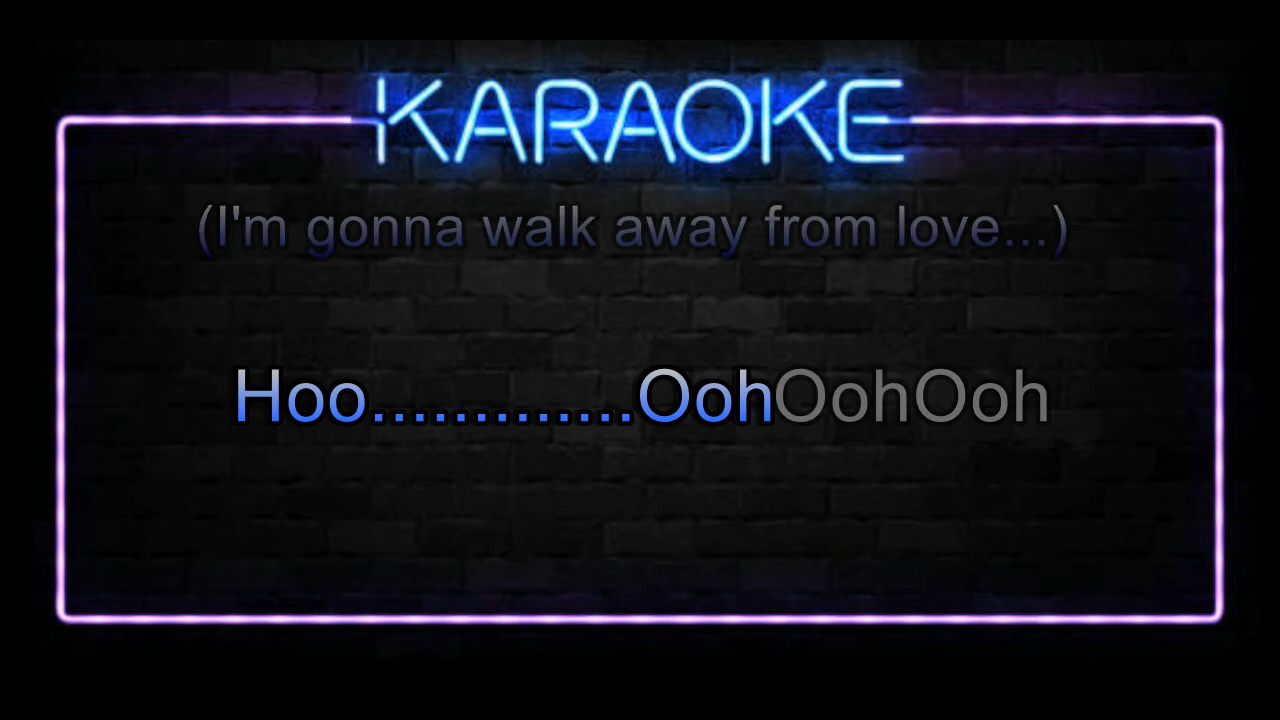 KARAOKE
(I'm gonna walk away from love...)
Hoo.............OohOohOoh